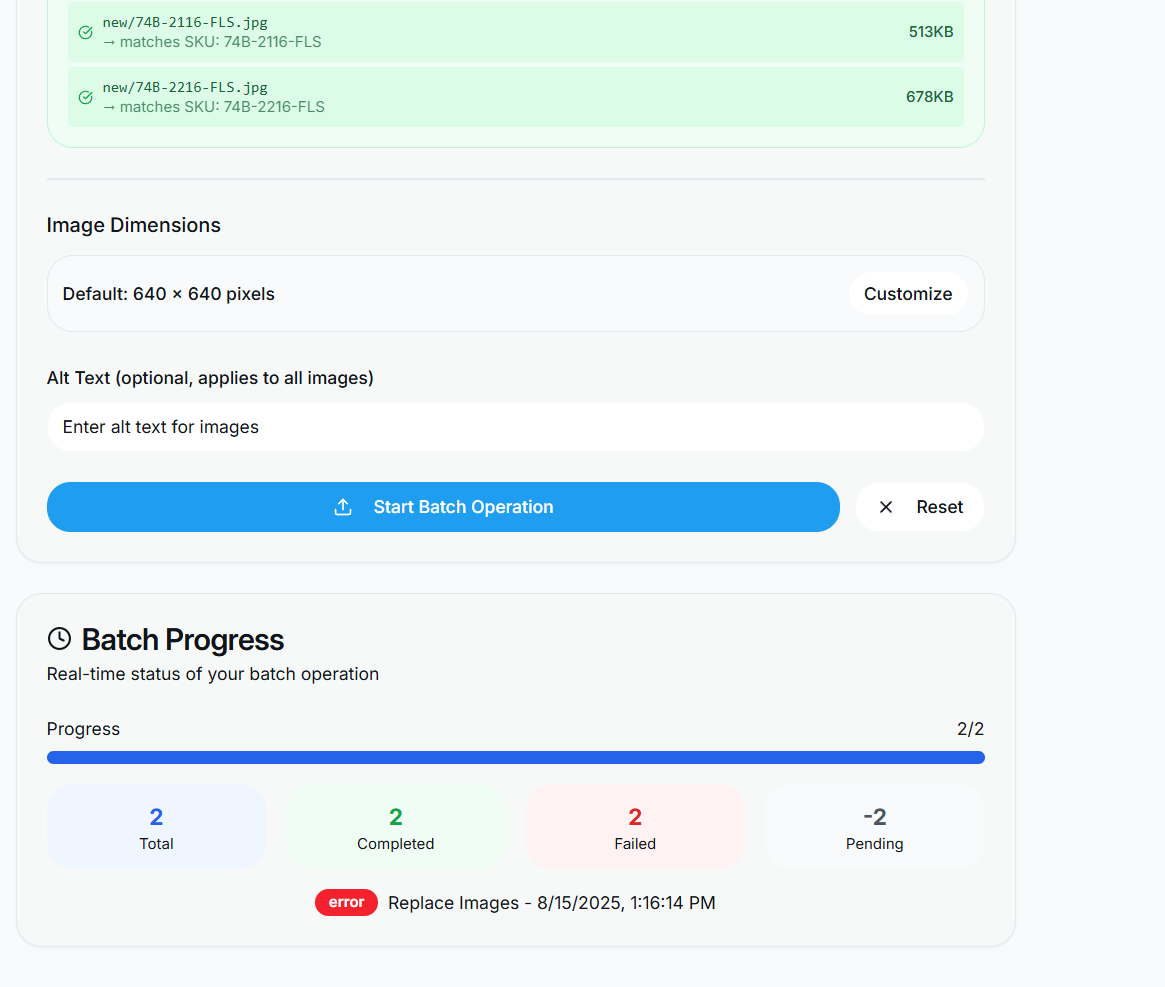 new/74B-2116-FLS.jpg
→ matches SKU: 74B-2116-FLS
513KB
new/74B-2216-FLS.jpg
→ matches SKU: 74B-2216-FLS
678KB
Image Dimensions
Default: 640 × 640 pixels
Customize
Alt Text (optional, applies to all images)
Enter alt text for images
Start Batch Operation
Reset
Batch Progress
Real-time status of your batch operation
Progress
2/2
2
Total
2
Completed
2
Failed
-2
Pending
error Replace Images - 8/15/2025, 1:16:14 PM